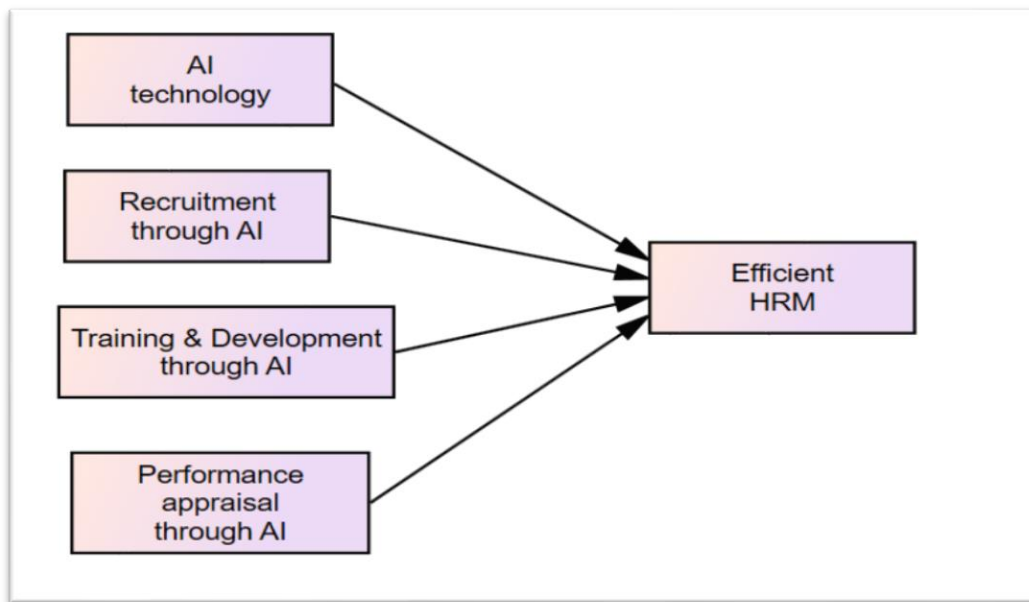 AI
technology
Recruitment
through AI
Training & Development
through AI
Performance
appraisal
through AI
Efficient
HRM